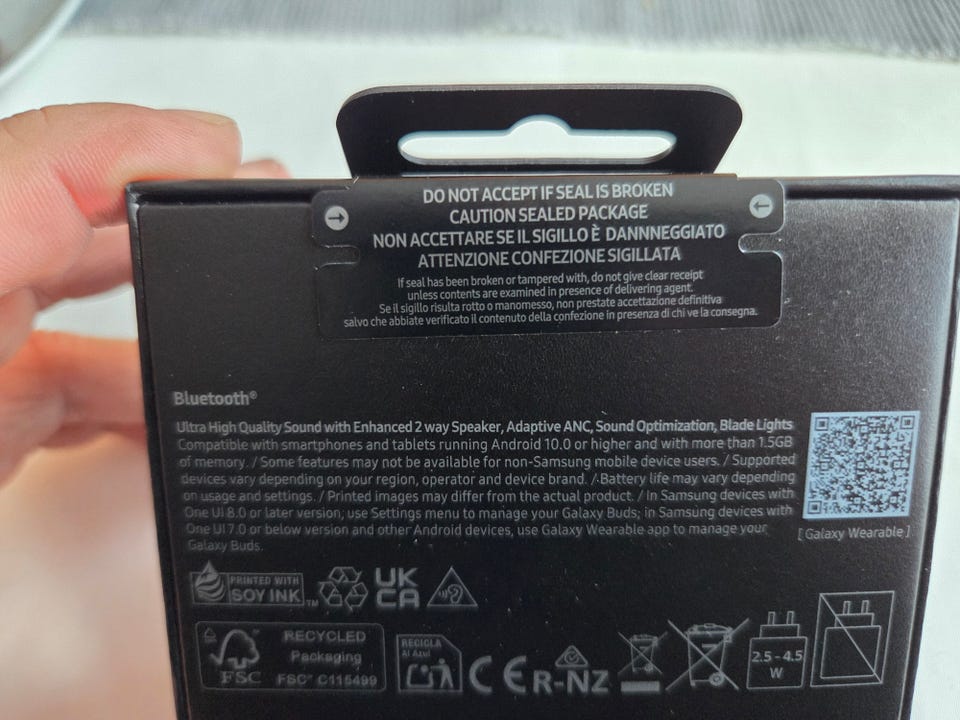 DO NOT ACCEPT IF SEAL IS BROKEN
CAUTION SEALED PACKAGE
NON ACCETTARE SE IL SIGILLO È DANNNEGGIATO
ATTENZIONE CONFEZIONE SIGILLATA
If seal has been broken or tampered with, do not give clear receipt
unless contents are examined in presence of delivering agent.
Se il sigillo risulta rotto o manomesso, non prestate accettazione definitiva
salvo che abbiate verificato il contenuto della confezione in presenza di chi ve la consegna.
Bluetooth®
Ultra High Quality Sound with Enhanced 2 way Speaker, Adaptive ANC, Sound Optimization, Blade Lights
Compatible with smartphones and tablets running Android 10.0 or higher and with more than 1.5GB
of memory. / Some features may not be available for non-Samsung mobile device users. / Supported
devices vary depending on your region, operator and device brand. / Battery life may vary depending
on usage and settings. / Printed images may differ from the actual product. / In Samsung devices with
One UI 8.0 or later version; use Settings menu to manage your Galaxy Buds; in Samsung devices with
One UI 7.0 or below version and other Android devices, use Galaxy Wearable app to manage your
Galaxy Buds.
[ Galaxy Wearable ]
PRINTED WITH
SOY INK™
UK
CA
FSC
RECYCLED
Packaging
FSC® C115499
RECICLA
Al Azul
CE
R-NZ
2.5 - 4.5
W